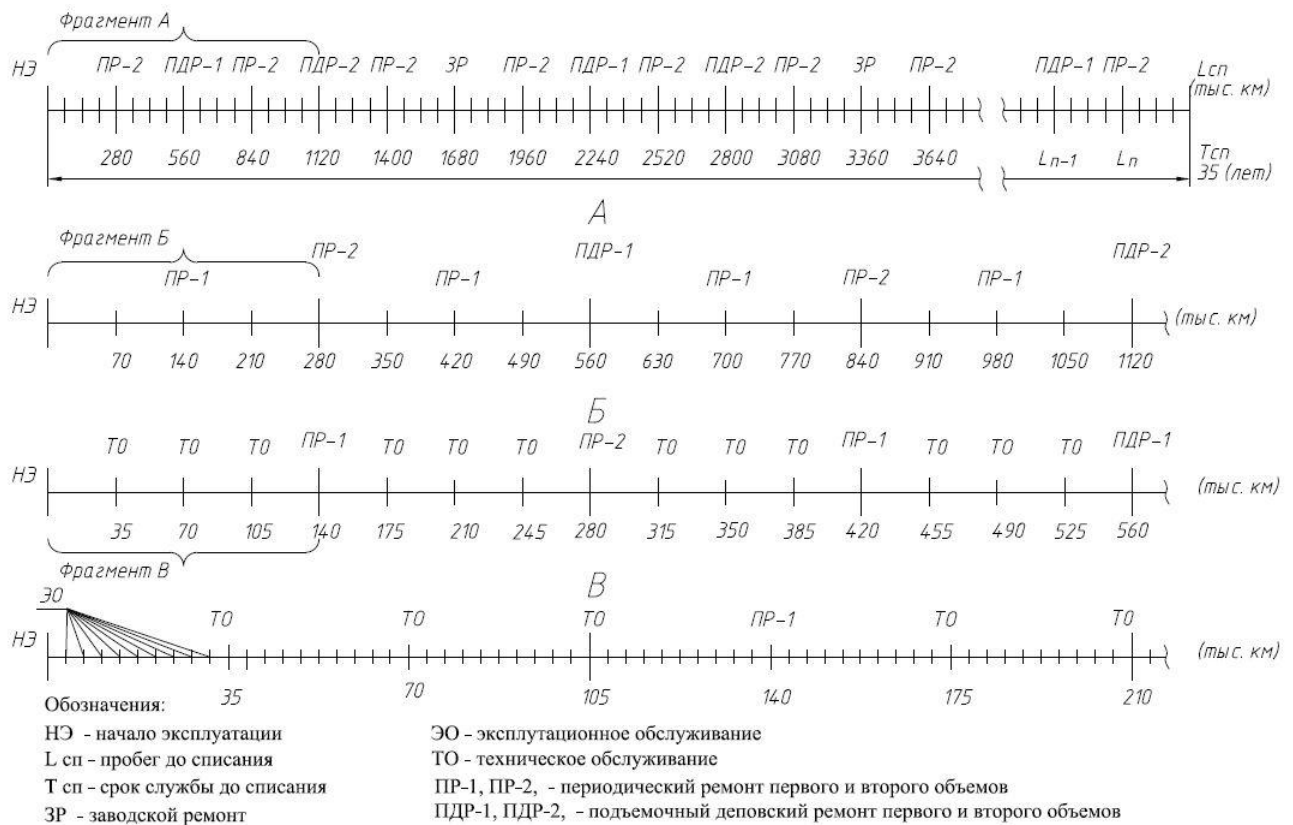 Фрагмент А
НЭ ПР-2 ПДР-1 ПР-2 ПДР-2 ПР-2 ЗР ПР-2 ПДР-1 ПР-2 ПДР-2 ПР-2 ЗР ПР-2 ПДР-1 ПР-2 Lсп
(тыс. км)
280 560 840 1120 1400 1680 1960 2240 2520 2800 3080 3360 3640 Lп-1 Lп Тсп
35 (лет)
А
Фрагмент Б
ПР-2 ПДР-1 ПДР-2
ПР-1 ПР-1 ПР-1 ПР-2 ПР-1
НЭ (тыс. км)
70 140 210 280 350 420 490 560 630 700 770 840 910 980 1050 1120
Б
НЭ ТО ТО ТО ПР-1 ТО ТО ТО ПР-2 ТО ТО ТО ПР-1 ТО ТО ТО ПДР-1
(тыс. км)
35 70 105 140 175 210 245 280 315 350 385 420 455 490 525 560
Фрагмент В
В
ЭО
НЭ ТО ТО ТО ПР-1 ТО ТО
(тыс. км)
35 70 105 140 175 210
Обозначения:
НЭ - начало эксплуатации
L сп - пробег до списания
Т сп - срок службы до списания
ЗР - заводской ремонт
ЭО - эксплутационное обслуживание
ТО - техническое обслуживание
ПР-1, ПР-2, - периодический ремонт первого и второго объемов
ПДР-1, ПДР-2, - подъемочный деповский ремонт первого и второго объемов